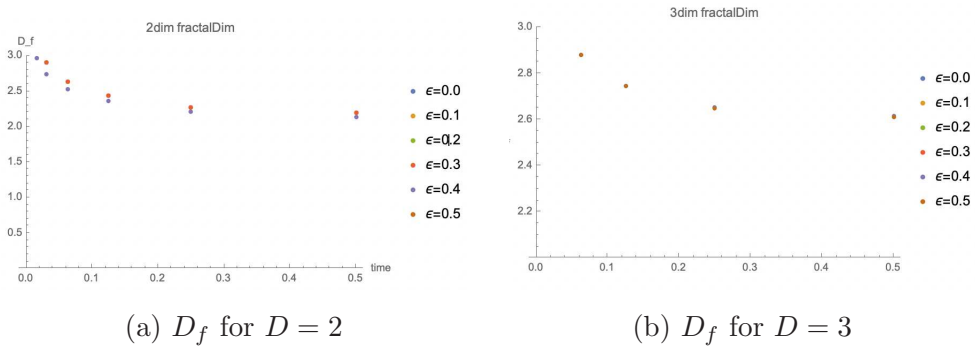 2dim fractalDim
D_f
3.0
2.5
2.0
1.5
1.0
0.5
0.0 0.1 0.2 0.3 0.4 0.5
time
ϵ=0.0
ϵ=0.1
ϵ=0.2
ϵ=0.3
ϵ=0.4
ϵ=0.5
(a) D_f for D = 2
3dim fractalDim
3.0
2.8
2.6
2.4
2.2
0.0 0.1 0.2 0.3 0.4 0.5
ϵ=0.0
ϵ=0.1
ϵ=0.2
ϵ=0.3
ϵ=0.4
ϵ=0.5
(b) D_f for D = 3